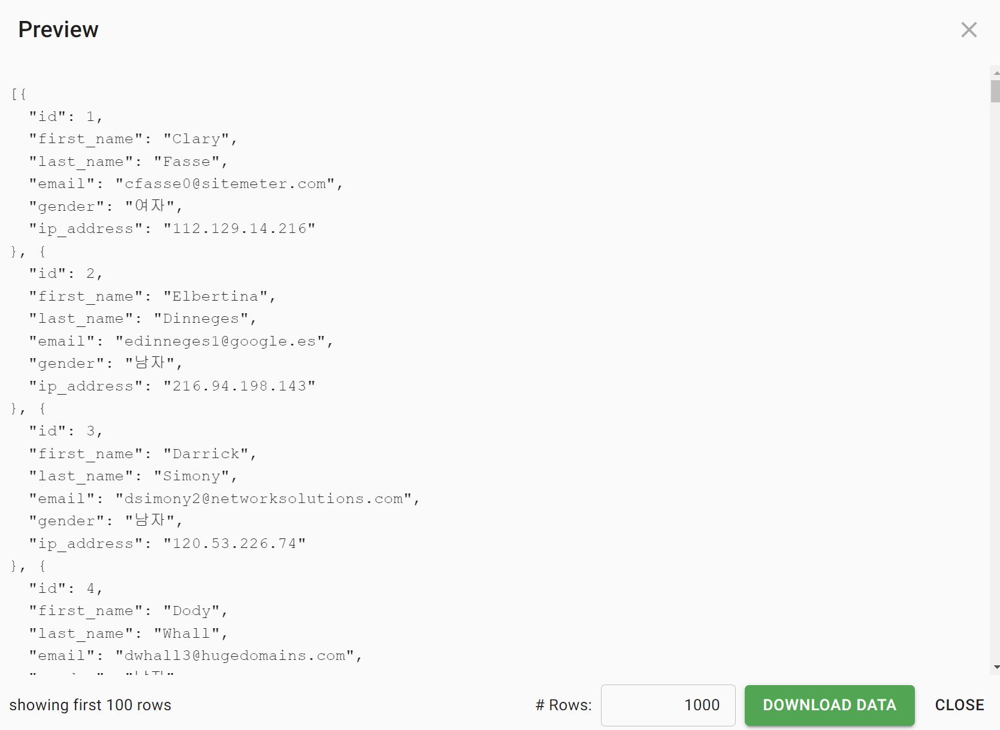 Preview
[{
  "id": 1,
  "first_name": "Clary",
  "last_name": "Fasse",
  "email": "cfasse0@sitemeter.com",
  "gender": "여자",
  "ip_address": "112.129.14.216"
}, {
  "id": 2,
  "first_name": "Elbertina",
  "last_name": "Dinneges",
  "email": "edinneges1@google.es",
  "gender": "남자",
  "ip_address": "216.94.198.143"
}, {
  "id": 3,
  "first_name": "Darrick",
  "last_name": "Simony",
  "email": "dsimony2@networksolutions.com",
  "gender": "남자",
  "ip_address": "120.53.226.74"
}, {
  "id": 4,
  "first_name": "Dody",
  "last_name": "Whall",
  "email": "dwhall3@hugedomains.com",
showing first 100 rows
# Rows: 1000 DOWNLOAD DATA CLOSE